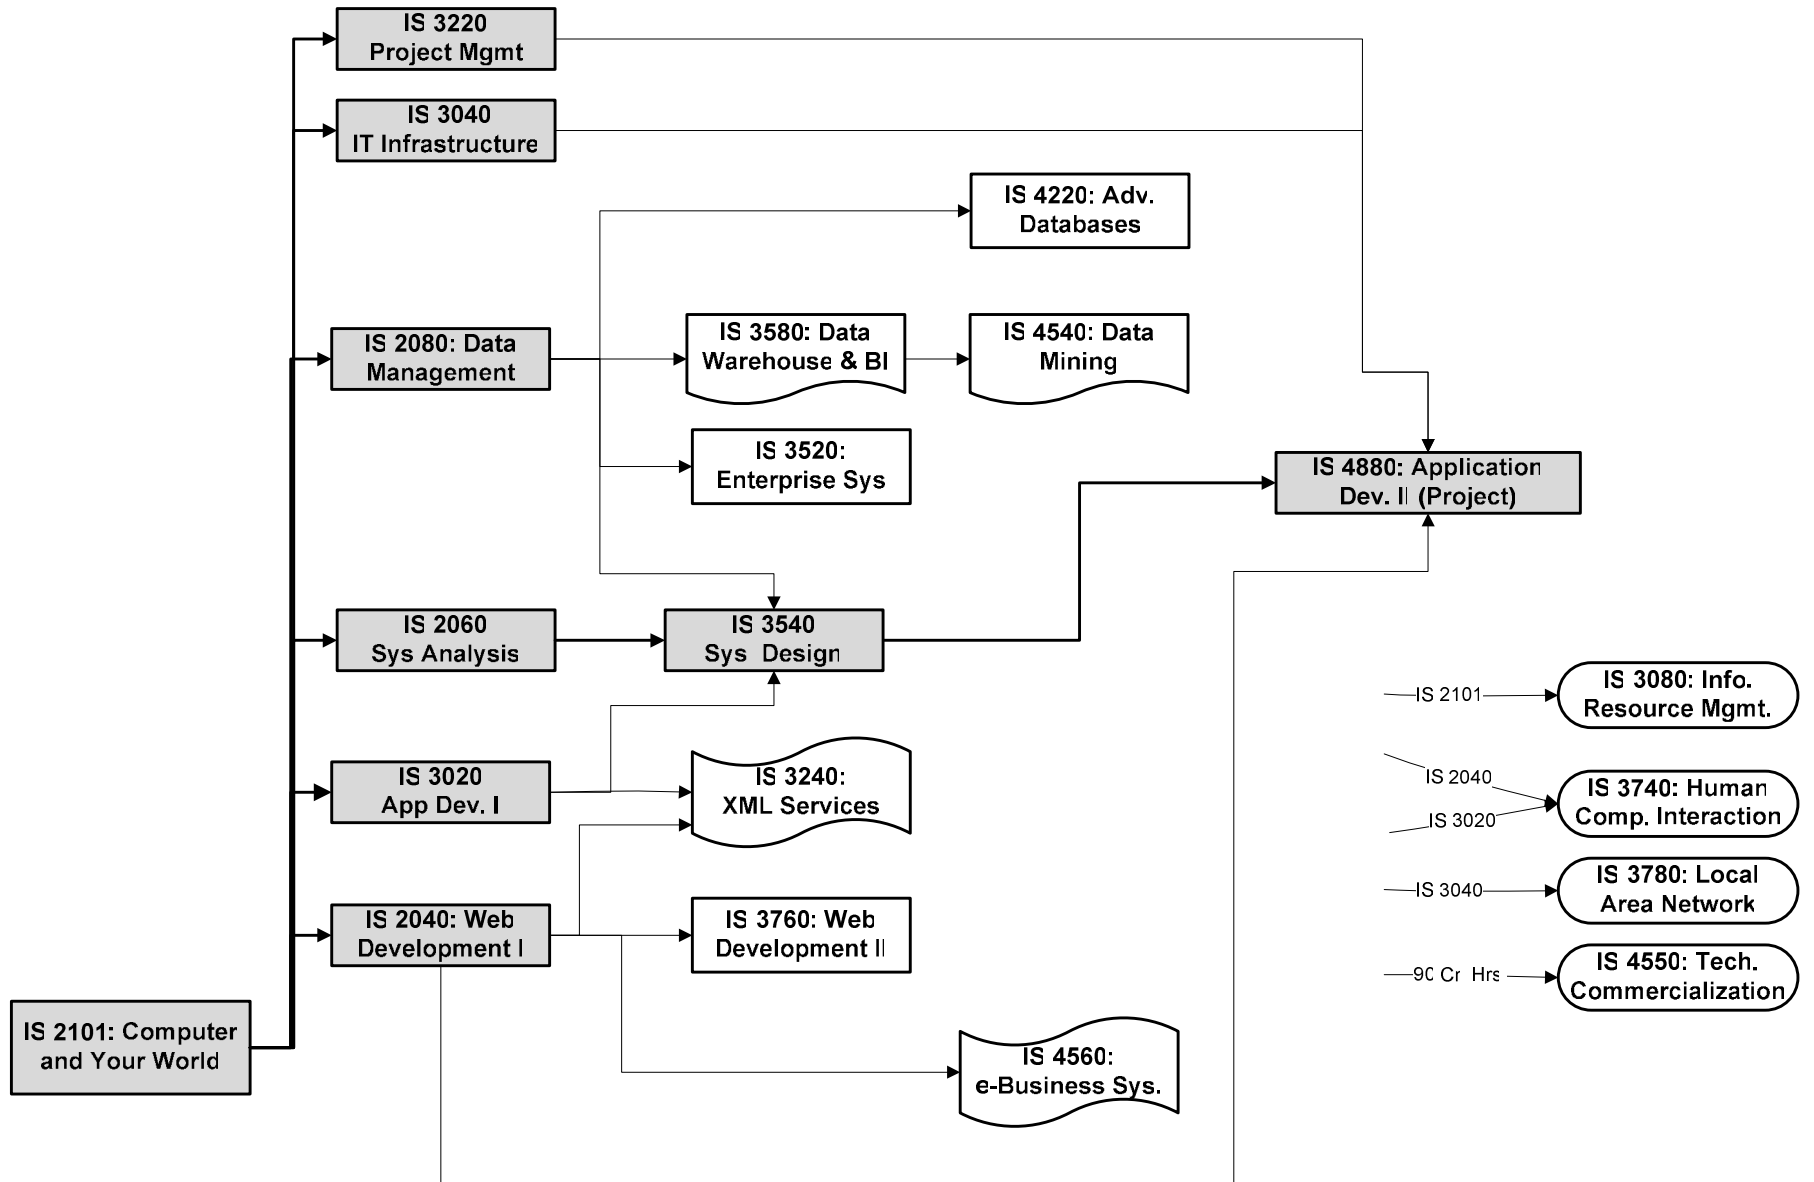 IS 3220
Project Mgmt
IS 3040
IT Infrastructure
IS 4220: Adv.
Databases
IS 2080: Data
Management
IS 3580: Data
Warehouse & BI
IS 4540: Data
Mining
IS 3520:
Enterprise Sys
IS 4880: Application
Dev. II (Project)
IS 2060
Sys Analysis
IS 3540
Sys Design
IS 2101
IS 3080: Info.
Resource Mgmt.
IS 3020
App Dev. I
IS 3240:
XML Services
IS 2040
IS 3020
IS 3740: Human
Comp. Interaction
IS 3040
IS 3780: Local
Area Network
IS 2040: Web
Development I
IS 3760: Web
Development II
90 Cr Hrs
IS 4550: Tech.
Commercialization
IS 2101: Computer
and Your World
IS 4560:
e-Business Sys.